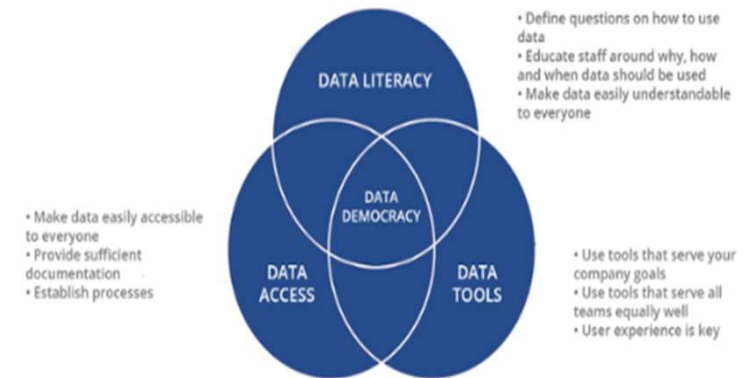 • Define questions on how to use
data
• Educate staff around why, how
and when data should be used
• Make data easily understandable
to everyone
DATA LITERACY
DATA
DEMOCRACY
• Make data easily accessible
to everyone
• Provide sufficient
documentation
• Establish processes
DATA
ACCESS
DATA
TOOLS
• Use tools that serve your
company goals
• Use tools that serve all
teams equally well
• User experience is key